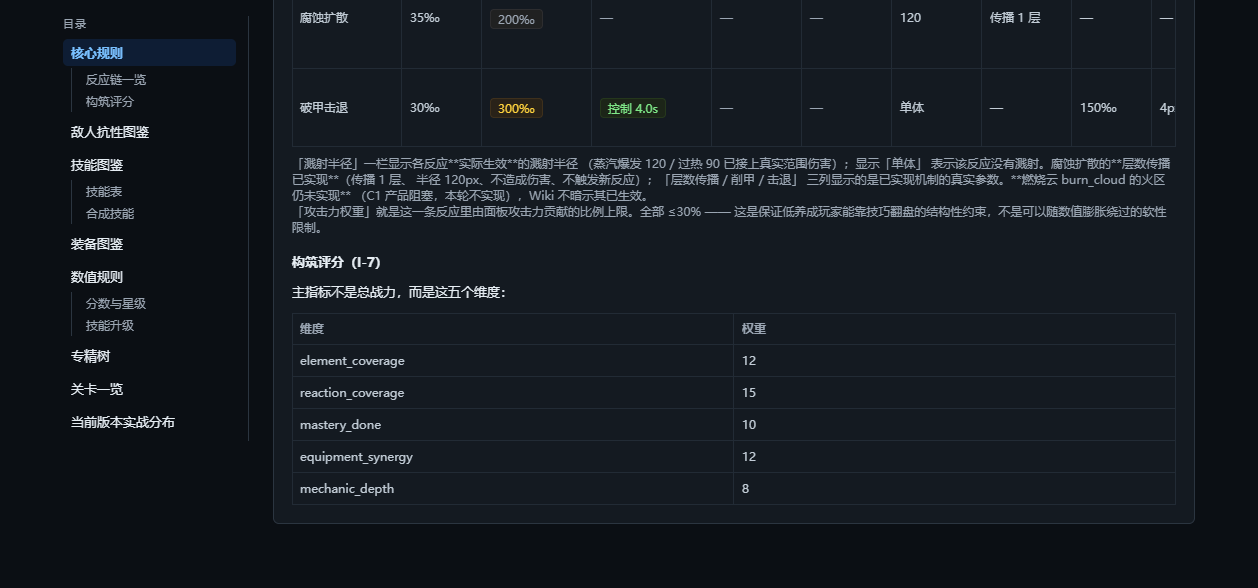 目录
核心规则
反应链一览
构筑评分
敌人抗性图鉴
技能图鉴
技能表
合成技能
装备图鉴
数值规则
分数与星级
技能升级
专精树
关卡一览
当前版本实战分布
腐蚀扩散 35‰ 200‰ — — — 120 传播 1 层 — —
破甲击退 30‰ 300‰ 控制 4.0s — — 单体 — 150‰ 4p
「溅射半径」一栏显示各反应**实际生效**的溅射半径 （蒸汽爆发 120 / 过热 90 已接上真实范围伤害）；显示「单体」 表示该反应没有溅射。腐蚀扩散的**层数传播
已实现**（传播 1 层、 半径 120px、不造成伤害、不触发新反应）；「层数传播 / 削甲 / 击退」 三列显示的是已实现机制的真实参数。**燃烧云 burn_cloud 的火区
仍未实现** （C1 产品阻塞，本轮不实现），Wiki 不暗示其已生效。
「攻击力权重」就是这一条反应里由面板攻击力贡献的比例上限。全部 ≤30% —— 这是保证低养成玩家能靠技巧翻盘的结构性约束，不是可以随数值膨胀绕过的软性
限制。
构筑评分（I-7）
主指标不是总战力，而是这五个维度：
维度 权重
element_coverage 12
reaction_coverage 15
mastery_done 10
equipment_synergy 12
mechanic_depth 8